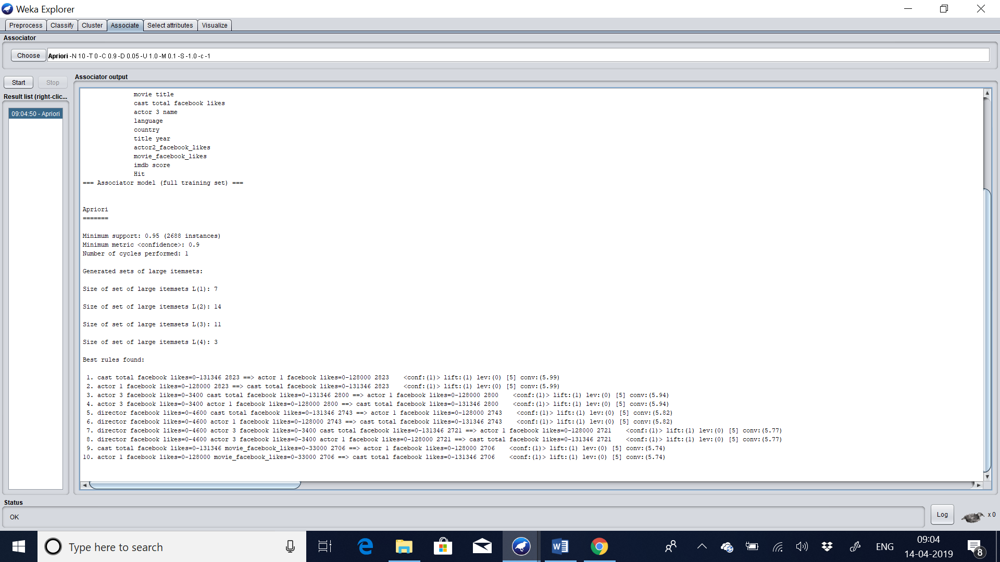 Weka Explorer
Preprocess Classify Cluster Associate Select attributes Visualize
Associator
Choose Apriori -N 10 -T 0 -C 0.9 -D 0.05 -U 1.0 -M 0.1 -S -1.0 -c -1
Start Stop
Associator output
Result list (right-clic...
09:04:50 - Apriori
movie title
cast total facebook likes
actor 3 name
language
country
title year
actor2_facebook_likes
movie_facebook_likes
imdb score
Hit
=== Associator model (full training set) ===
Apriori
=======
Minimum support: 0.95 (2688 instances)
Minimum metric <confidence>: 0.9
Number of cycles performed: 1
Generated sets of large itemsets:
Size of set of large itemsets L(1): 7
Size of set of large itemsets L(2): 14
Size of set of large itemsets L(3): 11
Size of set of large itemsets L(4): 3
Best rules found:
1. cast total facebook likes=0-131346 2823 ==> actor 1 facebook likes=0-128000 2823 <conf:(1)> lift:(1) lev:(0) [5] conv:(5.99)
2. actor 1 facebook likes=0-128000 2823 ==> cast total facebook likes=0-131346 2823 <conf:(1)> lift:(1) lev:(0) [5] conv:(5.99)
3. actor 3 facebook likes=0-3400 cast total facebook likes=0-131346 2800 ==> actor 1 facebook likes=0-128000 2800 <conf:(1)> lift:(1) lev:(0) [5] conv:(5.94)
4. actor 3 facebook likes=0-3400 actor 1 facebook likes=0-128000 2800 ==> cast total facebook likes=0-131346 2800 <conf:(1)> lift:(1) lev:(0) [5] conv:(5.94)
5. director facebook likes=0-4600 cast total facebook likes=0-131346 2743 ==> actor 1 facebook likes=0-128000 2743 <conf:(1)> lift:(1) lev:(0) [5] conv:(5.82)
6. director facebook likes=0-4600 actor 1 facebook likes=0-128000 2743 ==> cast total facebook likes=0-131346 2743 <conf:(1)> lift:(1) lev:(0) [5] conv:(5.82)
7. director facebook likes=0-4600 actor 3 facebook likes=0-3400 cast total facebook likes=0-131346 2721 ==> actor 1 facebook likes=0-128000 2721 <conf:(1)> lift:(1) lev:(0) [5] conv:(5.77)
8. director facebook likes=0-4600 actor 3 facebook likes=0-3400 actor 1 facebook likes=0-128000 2721 ==> cast total facebook likes=0-131346 2721 <conf:(1)> lift:(1) lev:(0) [5] conv:(5.77)
9. cast total facebook likes=0-131346 movie_facebook_likes=0-33000 2706 ==> actor 1 facebook likes=0-128000 2706 <conf:(1)> lift:(1) lev:(0) [5] conv:(5.74)
10. actor 1 facebook likes=0-128000 movie_facebook_likes=0-33000 2706 ==> cast total facebook likes=0-131346 2706 <conf:(1)> lift:(1) lev:(0) [5] conv:(5.74)
Status
OK
Log
x 0
Type here to search
ENG
09:04
14-04-2019
8